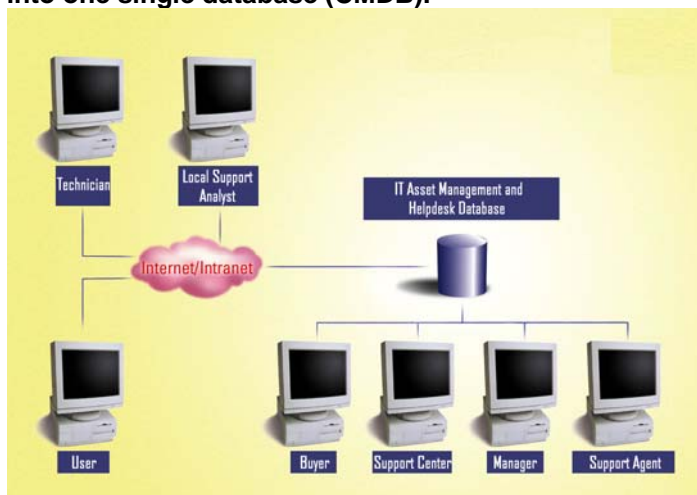 into one single database (CMDB).
Technician
Local Support
Analyst
IT Asset Management and
Helpdesk Database
Internet/Intranet
User
Buyer
Support Center
Manager
Support Agent